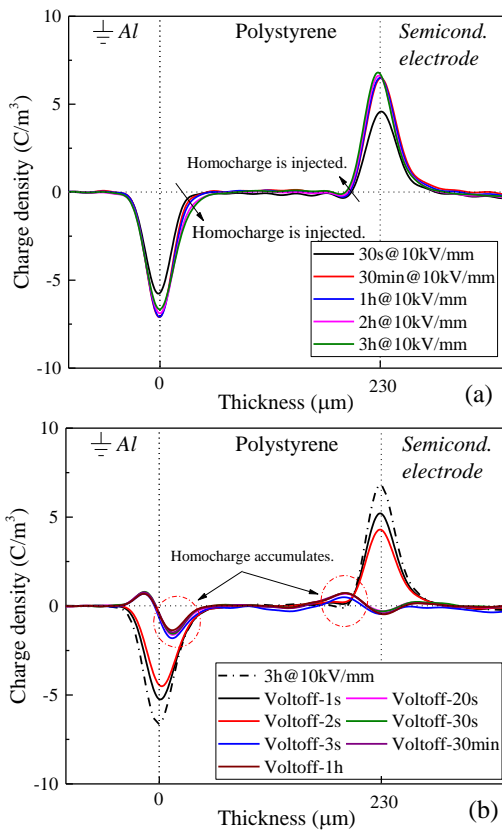 Al Polystyrene Semicond.
electrode
10
5
0
-5
-10
Charge density (C/m³)
Homocharge is injected.
Homocharge is injected.
30s@10kV/mm
30min@10kV/mm
1h@10kV/mm
2h@10kV/mm
3h@10kV/mm
0 230
Thickness (μm) (a)
Al Polystyrene Semicond.
electrode
10
5
0
-5
-10
Charge density (C/m³)
Homocharge accumulates.
3h@10kV/mm
Voltoff-1s Voltoff-20s
Voltoff-2s Voltoff-30s
Voltoff-3s Voltoff-30min
Voltoff-1h
0 230
Thickness (μm) (b)